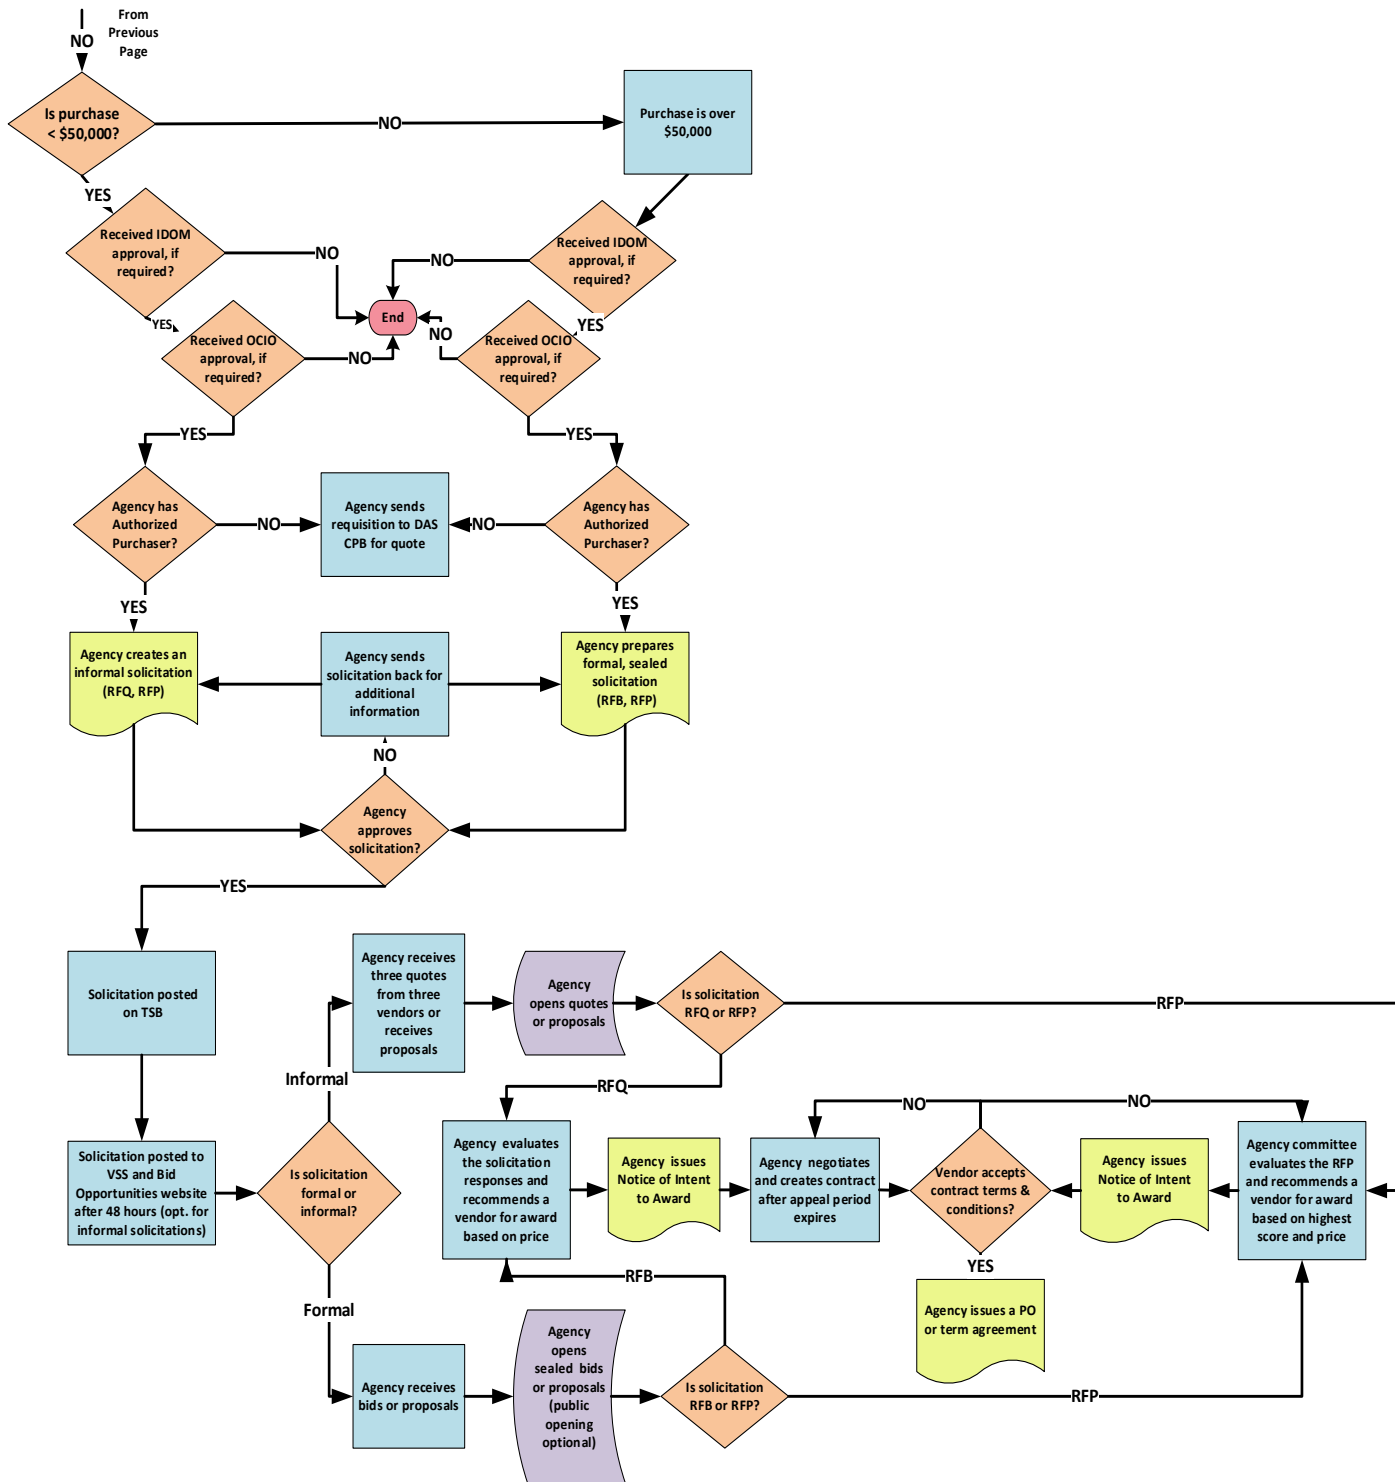 From
Previous
Page
NO
Is purchase
< $50,000?
NO
Purchase is over
$50,000
YES
Received IDOM
approval, if
required?
NO
NO
Received IDOM
approval, if
required?
End
YES
YES
Received OCIO
approval, if
required?
NO
NO
Received OCIO
approval, if
required?
YES
YES
Agency has
Authorized
Purchaser?
NO
Agency sends
requisition to DAS
CPB for quote
NO
Agency has
Authorized
Purchaser?
YES
YES
Agency creates an
informal solicitation
(RFQ, RFP)
Agency sends
solicitation back for
additional
information
Agency prepares
formal, sealed
solicitation
(RFB, RFP)
NO
Agency
approves
solicitation?
YES
Solicitation posted
on TSB
Agency receives
three quotes
from three
vendors or
receives
proposals
Agency
opens quotes
or proposals
Is solicitation
RFQ or RFP?
RFP
Informal
RFQ
NO
NO
Solicitation posted to
VSS and Bid
Opportunities website
after 48 hours (opt. for
informal solicitations)
Is solicitation
formal or
informal?
Agency evaluates
the solicitation
responses and
recommends a
vendor for award
based on price
Agency issues
Notice of Intent
to Award
Agency negotiates
and creates contract
after appeal period
expires
Vendor accepts
contract terms &
conditions?
Agency issues
Notice of Intent
to Award
Agency committee
evaluates the RFP
and recommends a
vendor for award
based on highest
score and price
YES
RFB
Formal
Agency issues a PO
or term agreement
Agency receives
bids or proposals
Agency
opens
sealed bids
or proposals
(public
opening
optional)
Is solicitation
RFB or RFP?
RFP